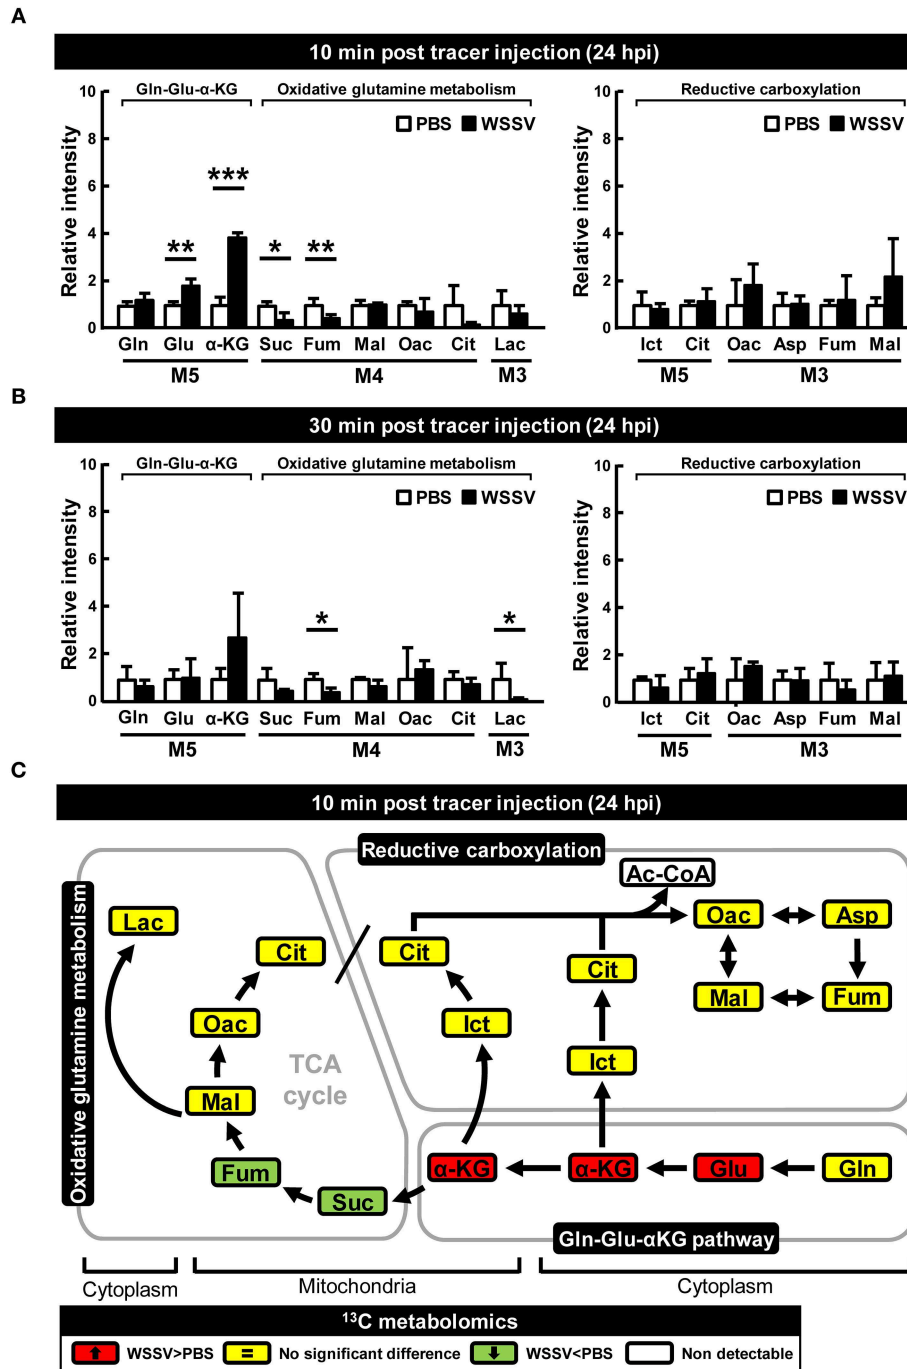 A
10 min post tracer injection (24 hpi)
Gln-Glu-α-KG Oxidative glutamine metabolism Reductive carboxylation
PBS WSSV PBS WSSV
Relative intensity
10
8
6
4
2
0
*** ** * **
Relative intensity
10
8
6
4
2
0
Gln Glu α-KG Suc Fum Mal Oac Cit Lac Ict Cit Oac Asp Fum Mal
M5 M4 M3 M5 M3
B
30 min post tracer injection (24 hpi)
Gln-Glu-α-KG Oxidative glutamine metabolism Reductive carboxylation
PBS WSSV PBS WSSV
Relative intensity
10
8
6
4
2
0
* *
Relative intensity
10
8
6
4
2
0
Gln Glu α-KG Suc Fum Mal Oac Cit Lac Ict Cit Oac Asp Fum Mal
M5 M4 M3 M5 M3
C
10 min post tracer injection (24 hpi)
Oxidative glutamine metabolism
Reductive carboxylation
Ac-CoA
Lac Oac Asp
Cit Cit Cit
Mal Fum
Oac Ict
Ict
TCA
cycle
Mal
Fum α-KG α-KG Glu Gln
Suc
Gln-Glu-αKG pathway
Cytoplasm Mitochondria Cytoplasm
¹³C metabolomics
WSSV>PBS = No significant difference WSSV<PBS Non detectable